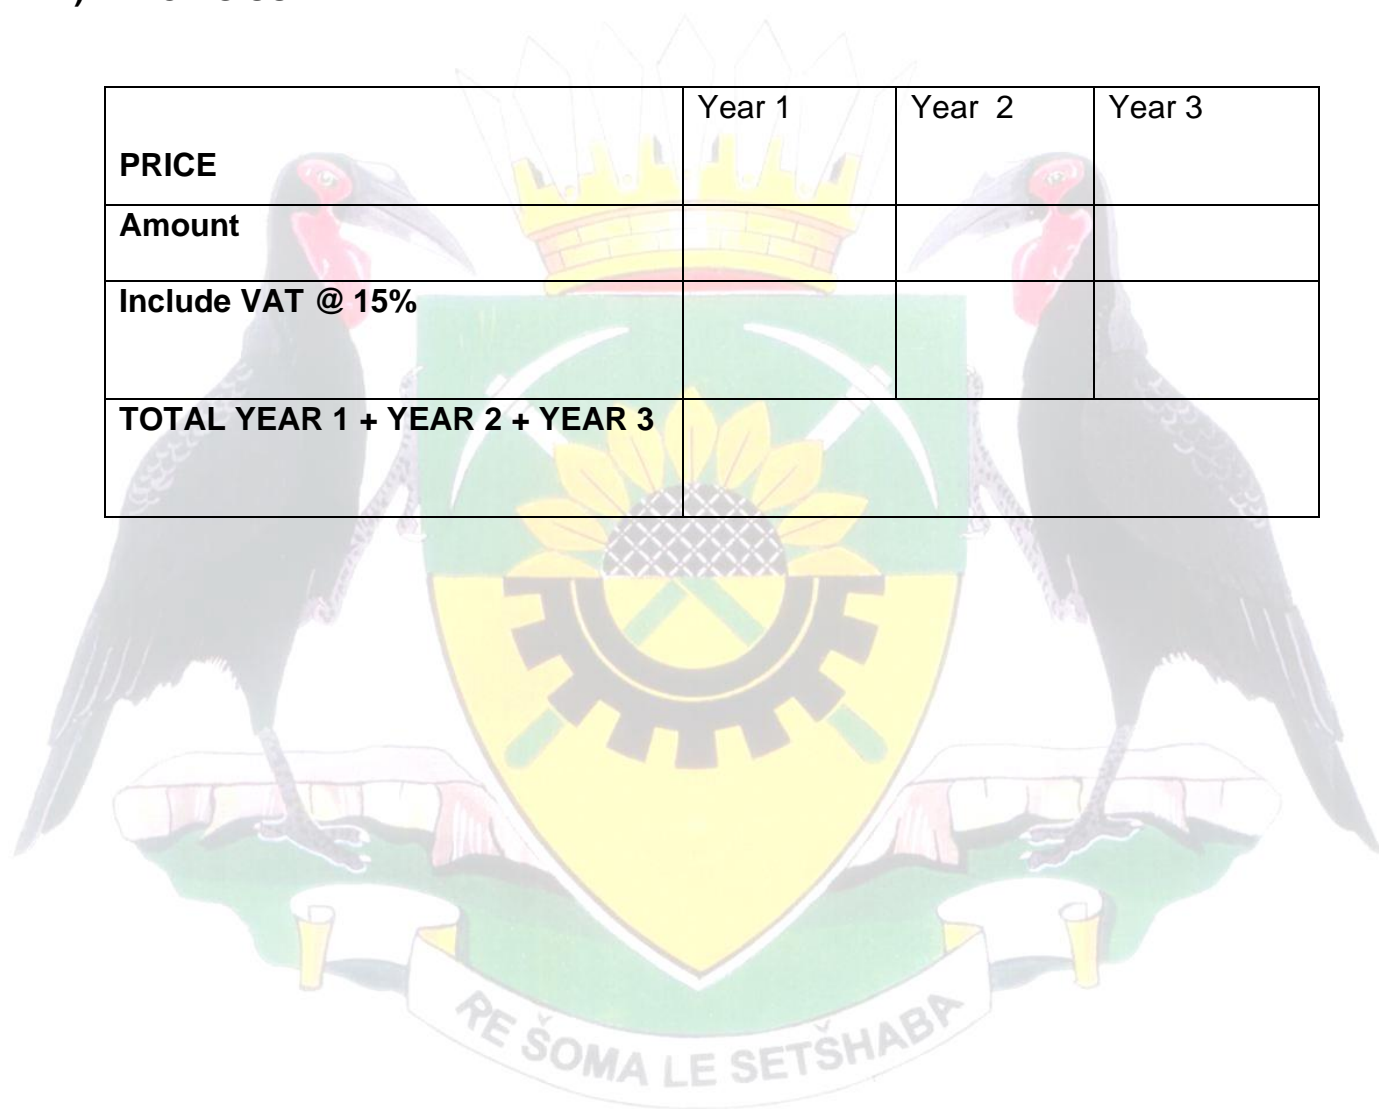 Year 1 Year 2 Year 3
PRICE
Amount
Include VAT @ 15%
TOTAL YEAR 1 + YEAR 2 + YEAR 3
RE ŠOMA LE SETŠHABA